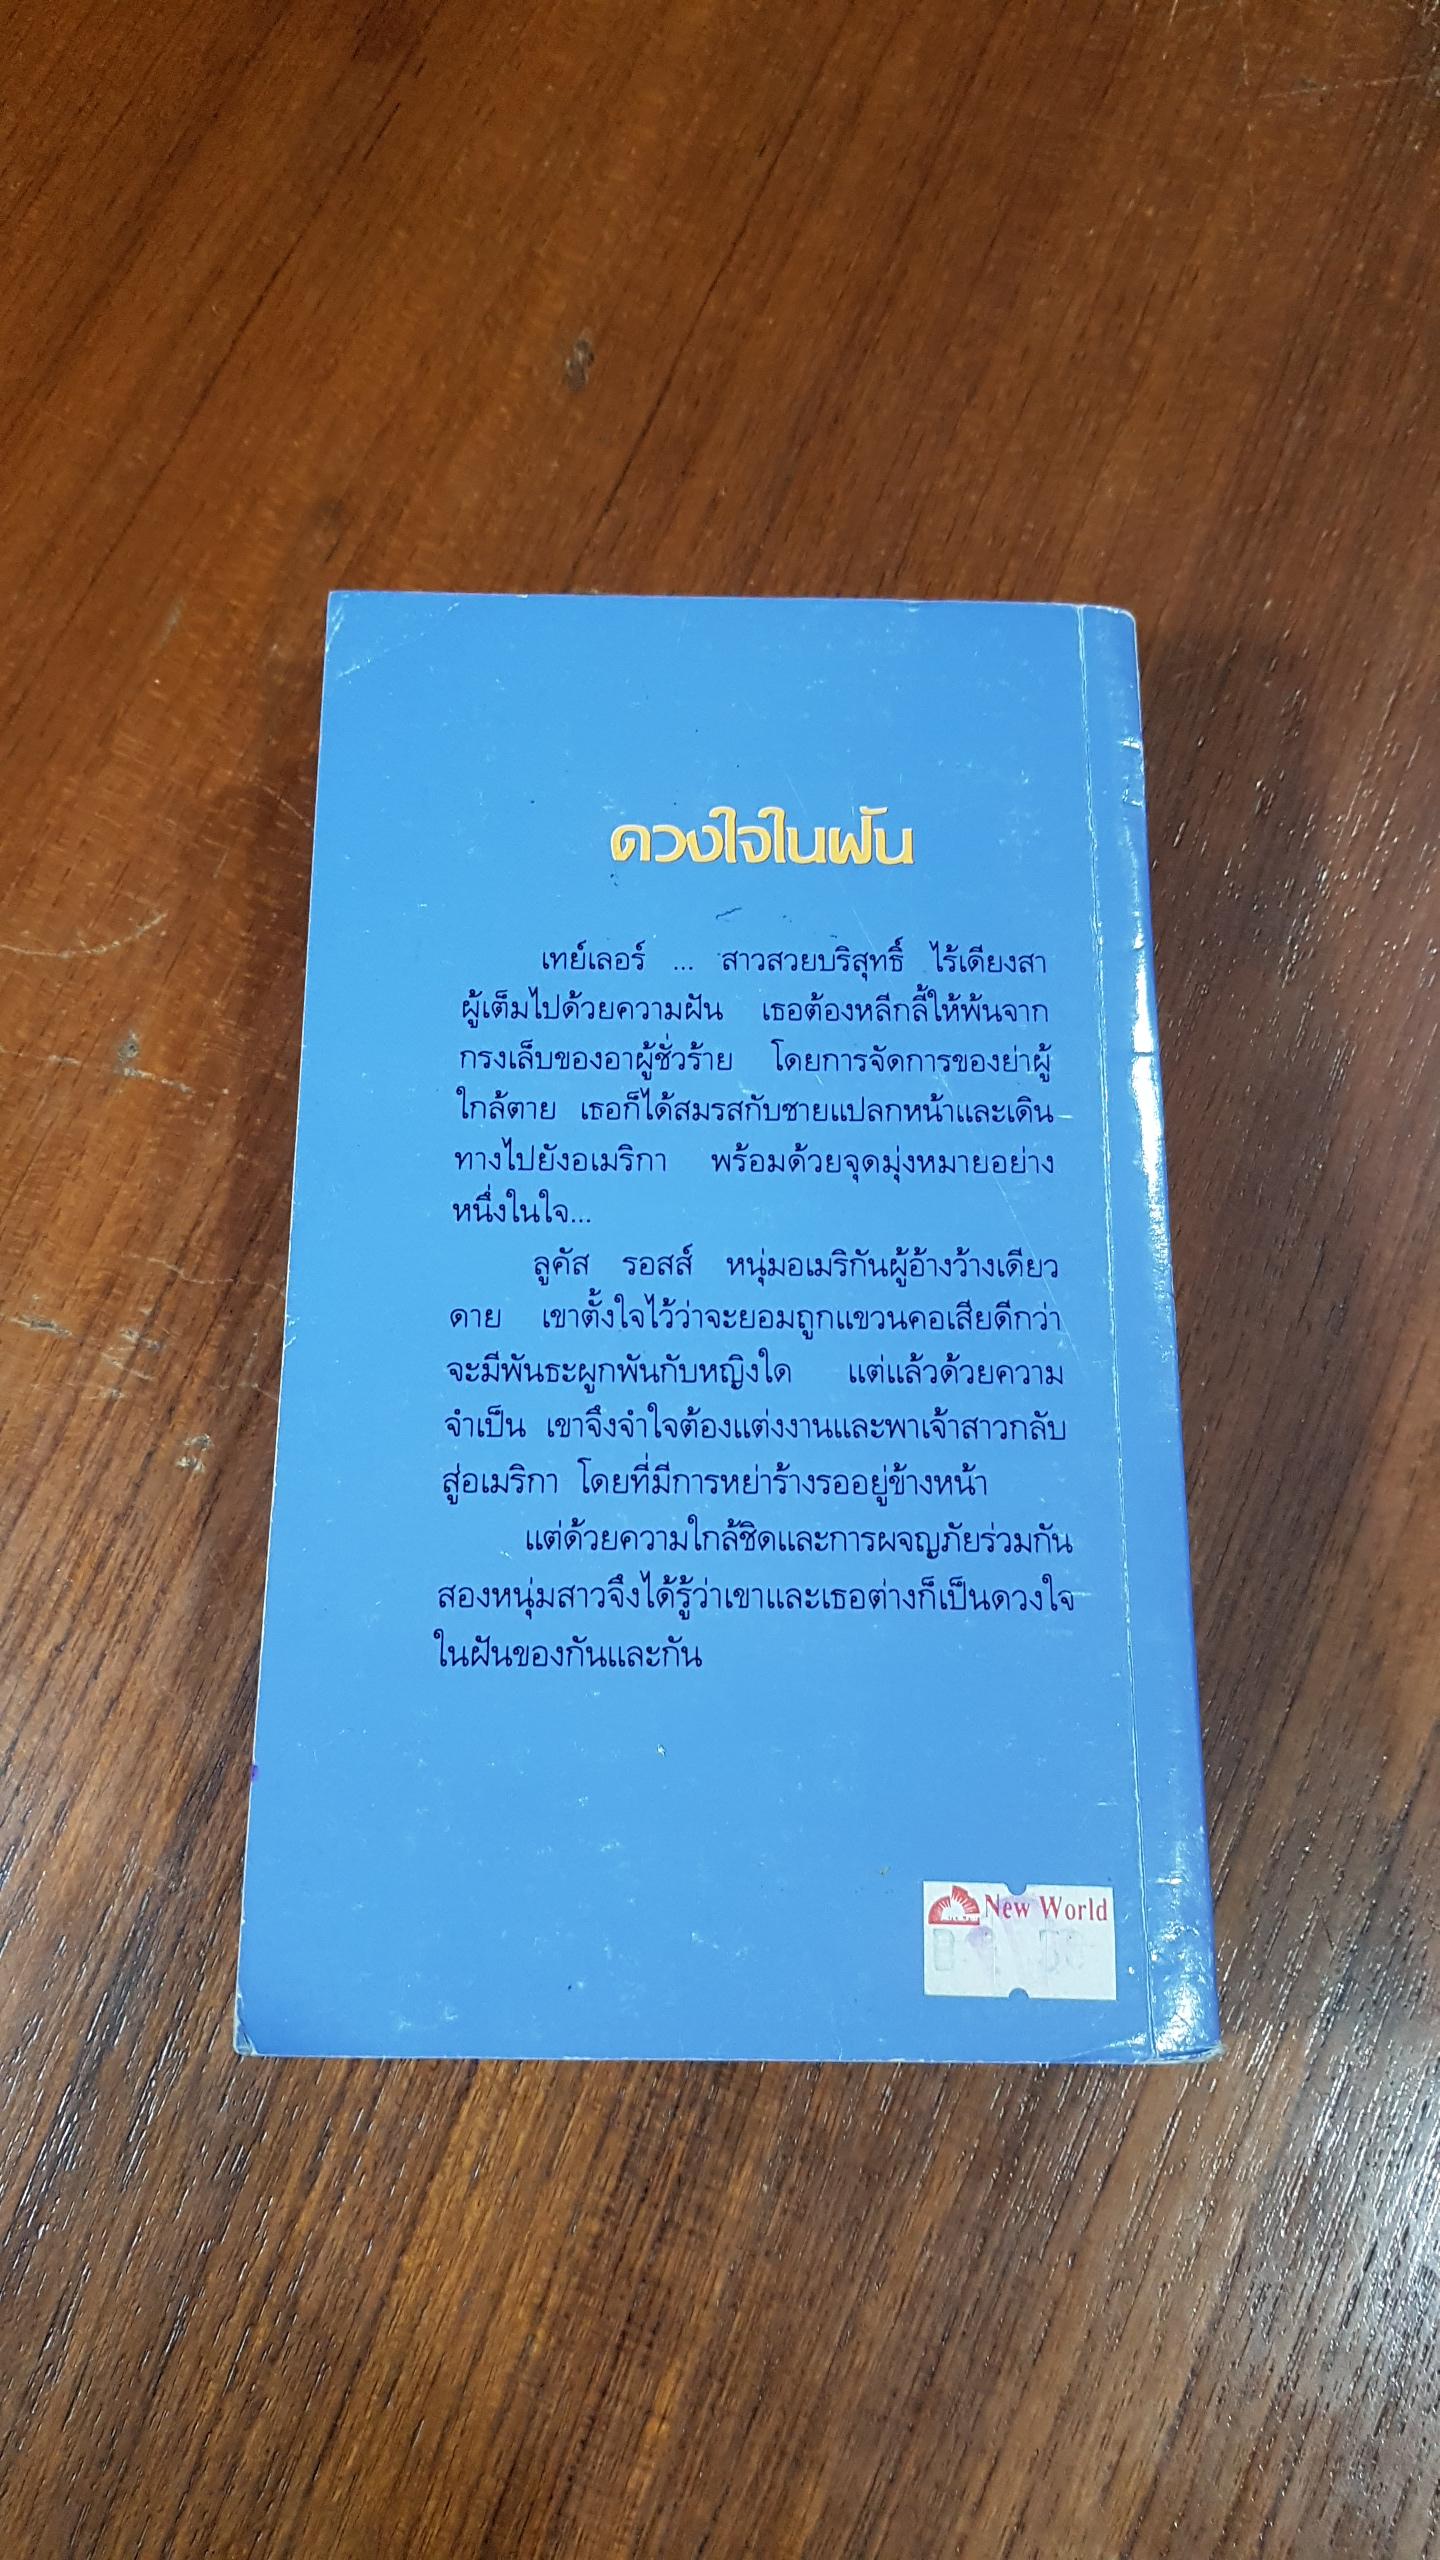 ดวงใจในฝัน
เทย์เลอร์ ... สาวสวยบริสุทธิ์ ไร้เดียงสา
ผู้เต็มไปด้วยความฝัน เธอต้องหลีกลี้ให้พ้นจาก
กรงเล็บของอาผู้ชั่วร้าย โดยการจัดการของย่าผู้
ใกล้ตาย เธอก็ได้สมรสกับชายแปลกหน้าและเดิน
ทางไปยังอเมริกา พร้อมด้วยจุดมุ่งหมายอย่าง
หนึ่งในใจ...
ลูคัส รอสส์ หนุ่มอเมริกันผู้อ้างว้างเดียว
ดาย เขาตั้งใจไว้ว่าจะยอมถูกแขวนคอเสียดีกว่า
จะมีพันธะผูกพันกับหญิงใด แต่แล้วด้วยความ
จำเป็น เขาจึงจำใจต้องแต่งงานและพาเจ้าสาวกลับ
สู่อเมริกา โดยที่มีการหย่าร้างรออยู่ข้างหน้า
แต่ด้วยความใกล้ชิดและการผจญภัยร่วมกัน
สองหนุ่มสาวจึงได้รู้ว่าเขาและเธอต่างก็เป็นดวงใจ
ในฝันของกันและกัน
New World